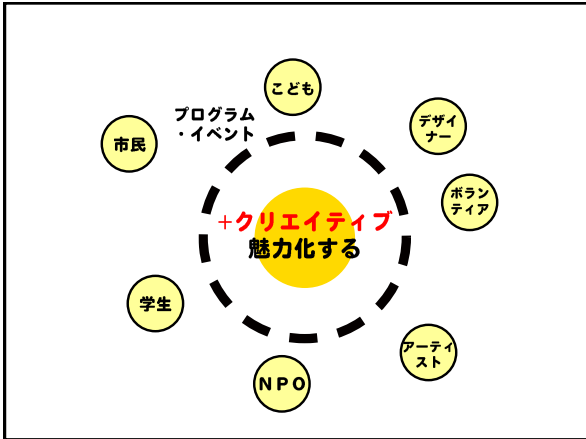 こども
プログラム
・イベント
デザイ
ナー
市民
ボラン
ティア
+クリエイティブ
魅力化する
学生
アーティ
スト
NPO